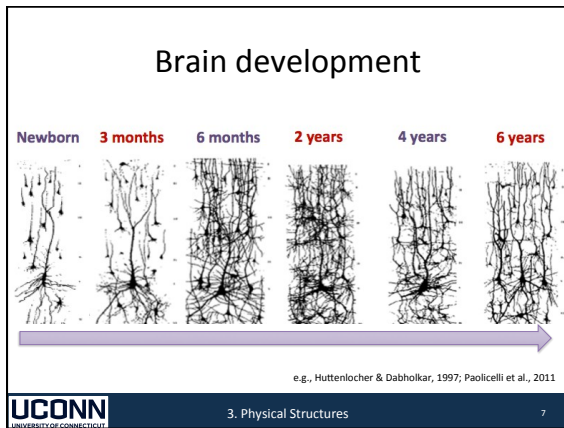 Brain development
Newborn 3 months 6 months 2 years 4 years 6 years
e.g., Huttenlocher & Dabholkar, 1997; Paolicelli et al., 2011
UCONN
UNIVERSITY OF CONNECTICUT
3. Physical Structures
7